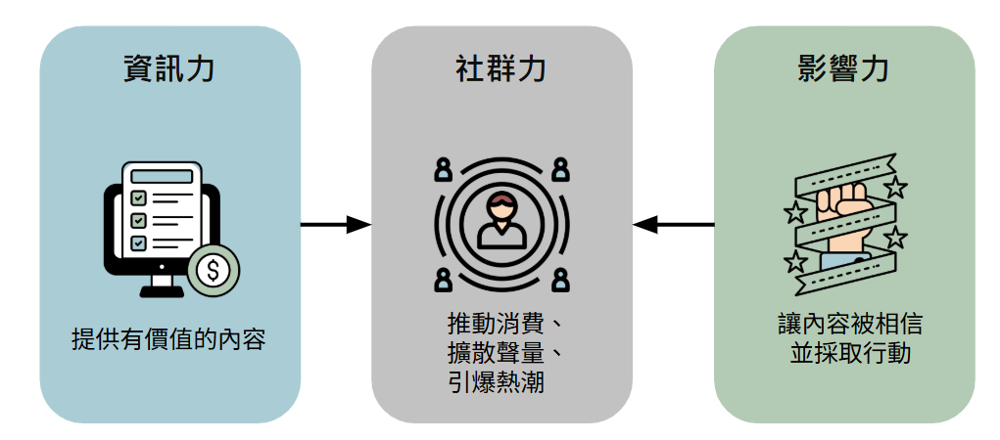 資訊力
提供有價值的內容
社群力
推動消費、
擴散聲量、
引爆熱潮
影響力
讓內容被相信
並採取行動